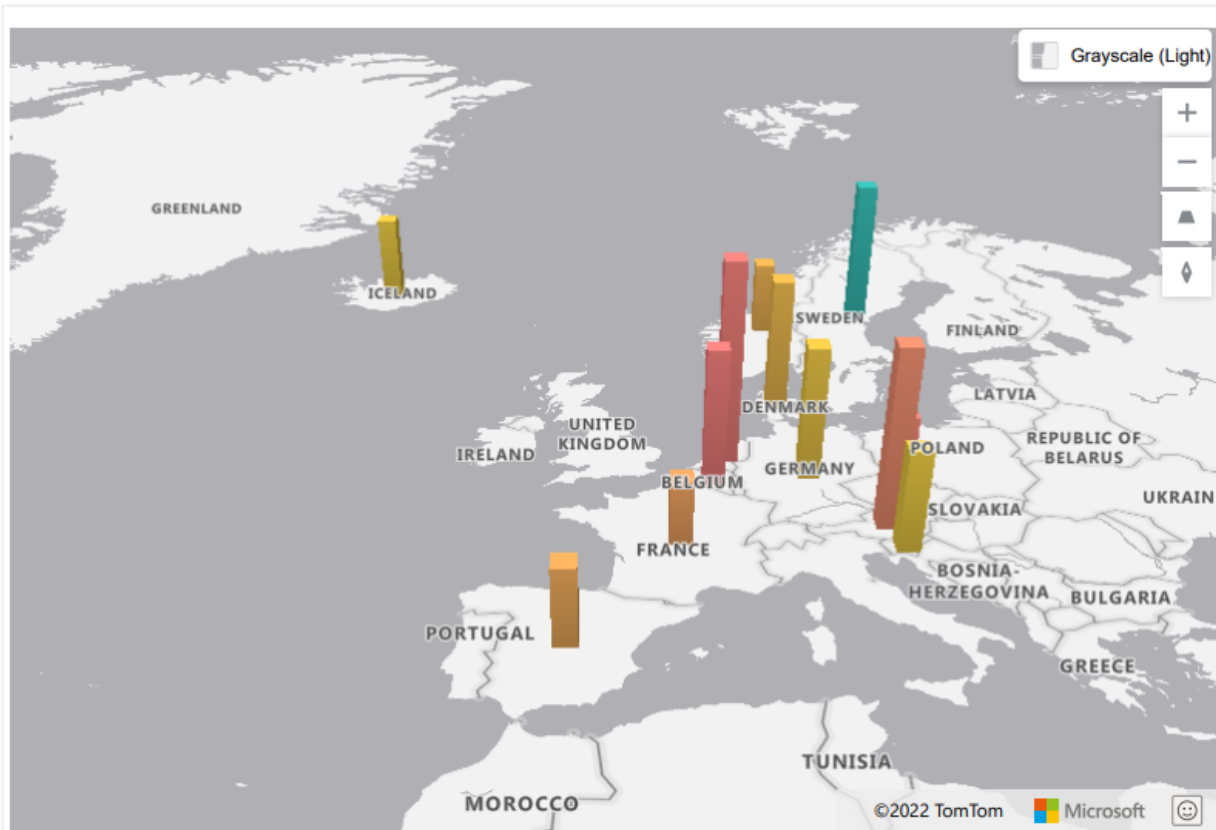 Grayscale (Light)
GREENLAND
ICELAND
SWEDEN
FINLAND
LATVIA
DENMARK
UNITED
KINGDOM
IRELAND
REPUBLIC OF
BELARUS
POLAND
GERMANY
BELGIUM
UKRAIN
SLOVAKIA
FRANCE
BOSNIA-
HERZEGOVINA
BULGARIA
PORTUGAL
GREECE
TUNISIA
MOROCCO
©2022 TomTom
Microsoft